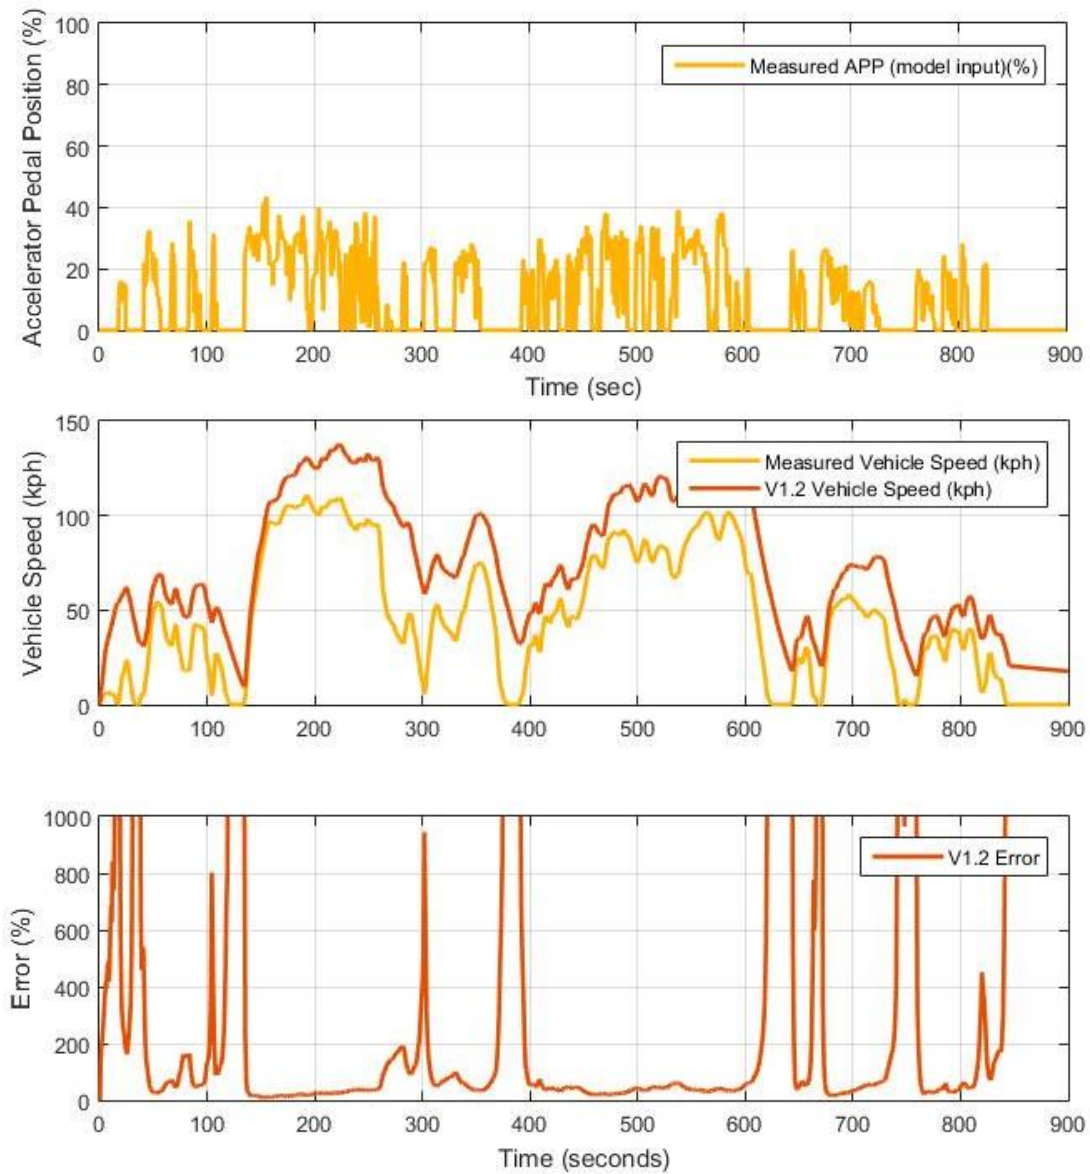 Accelerator Pedal Position (%)
100
80
60
40
20
0
Measured APP (model input)(%)
0 100 200 300 400 500 600 700 800 900
Time (sec)
Vehicle Speed (kph)
150
100
50
0
Measured Vehicle Speed (kph)
V1.2 Vehicle Speed (kph)
0 100 200 300 400 500 600 700 800 900
Error (%)
1000
800
600
400
200
0
V1.2 Error
0 100 200 300 400 500 600 700 800 900
Time (seconds)